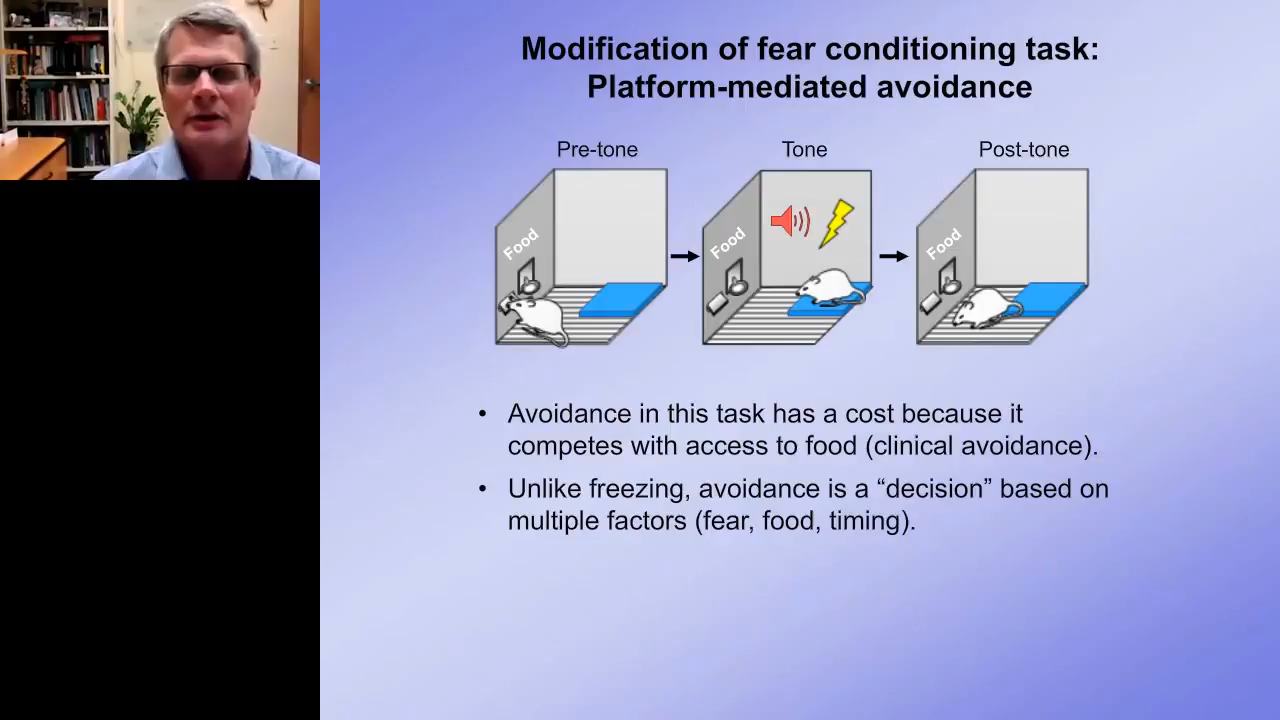 Modification of fear conditioning task:
Platform-mediated avoidance
Pre-tone
Tone
Post-tone
Food
Food
Food
• Avoidance in this task has a cost because it
competes with access to food (clinical avoidance).
• Unlike freezing, avoidance is a “decision” based on
multiple factors (fear, food, timing).